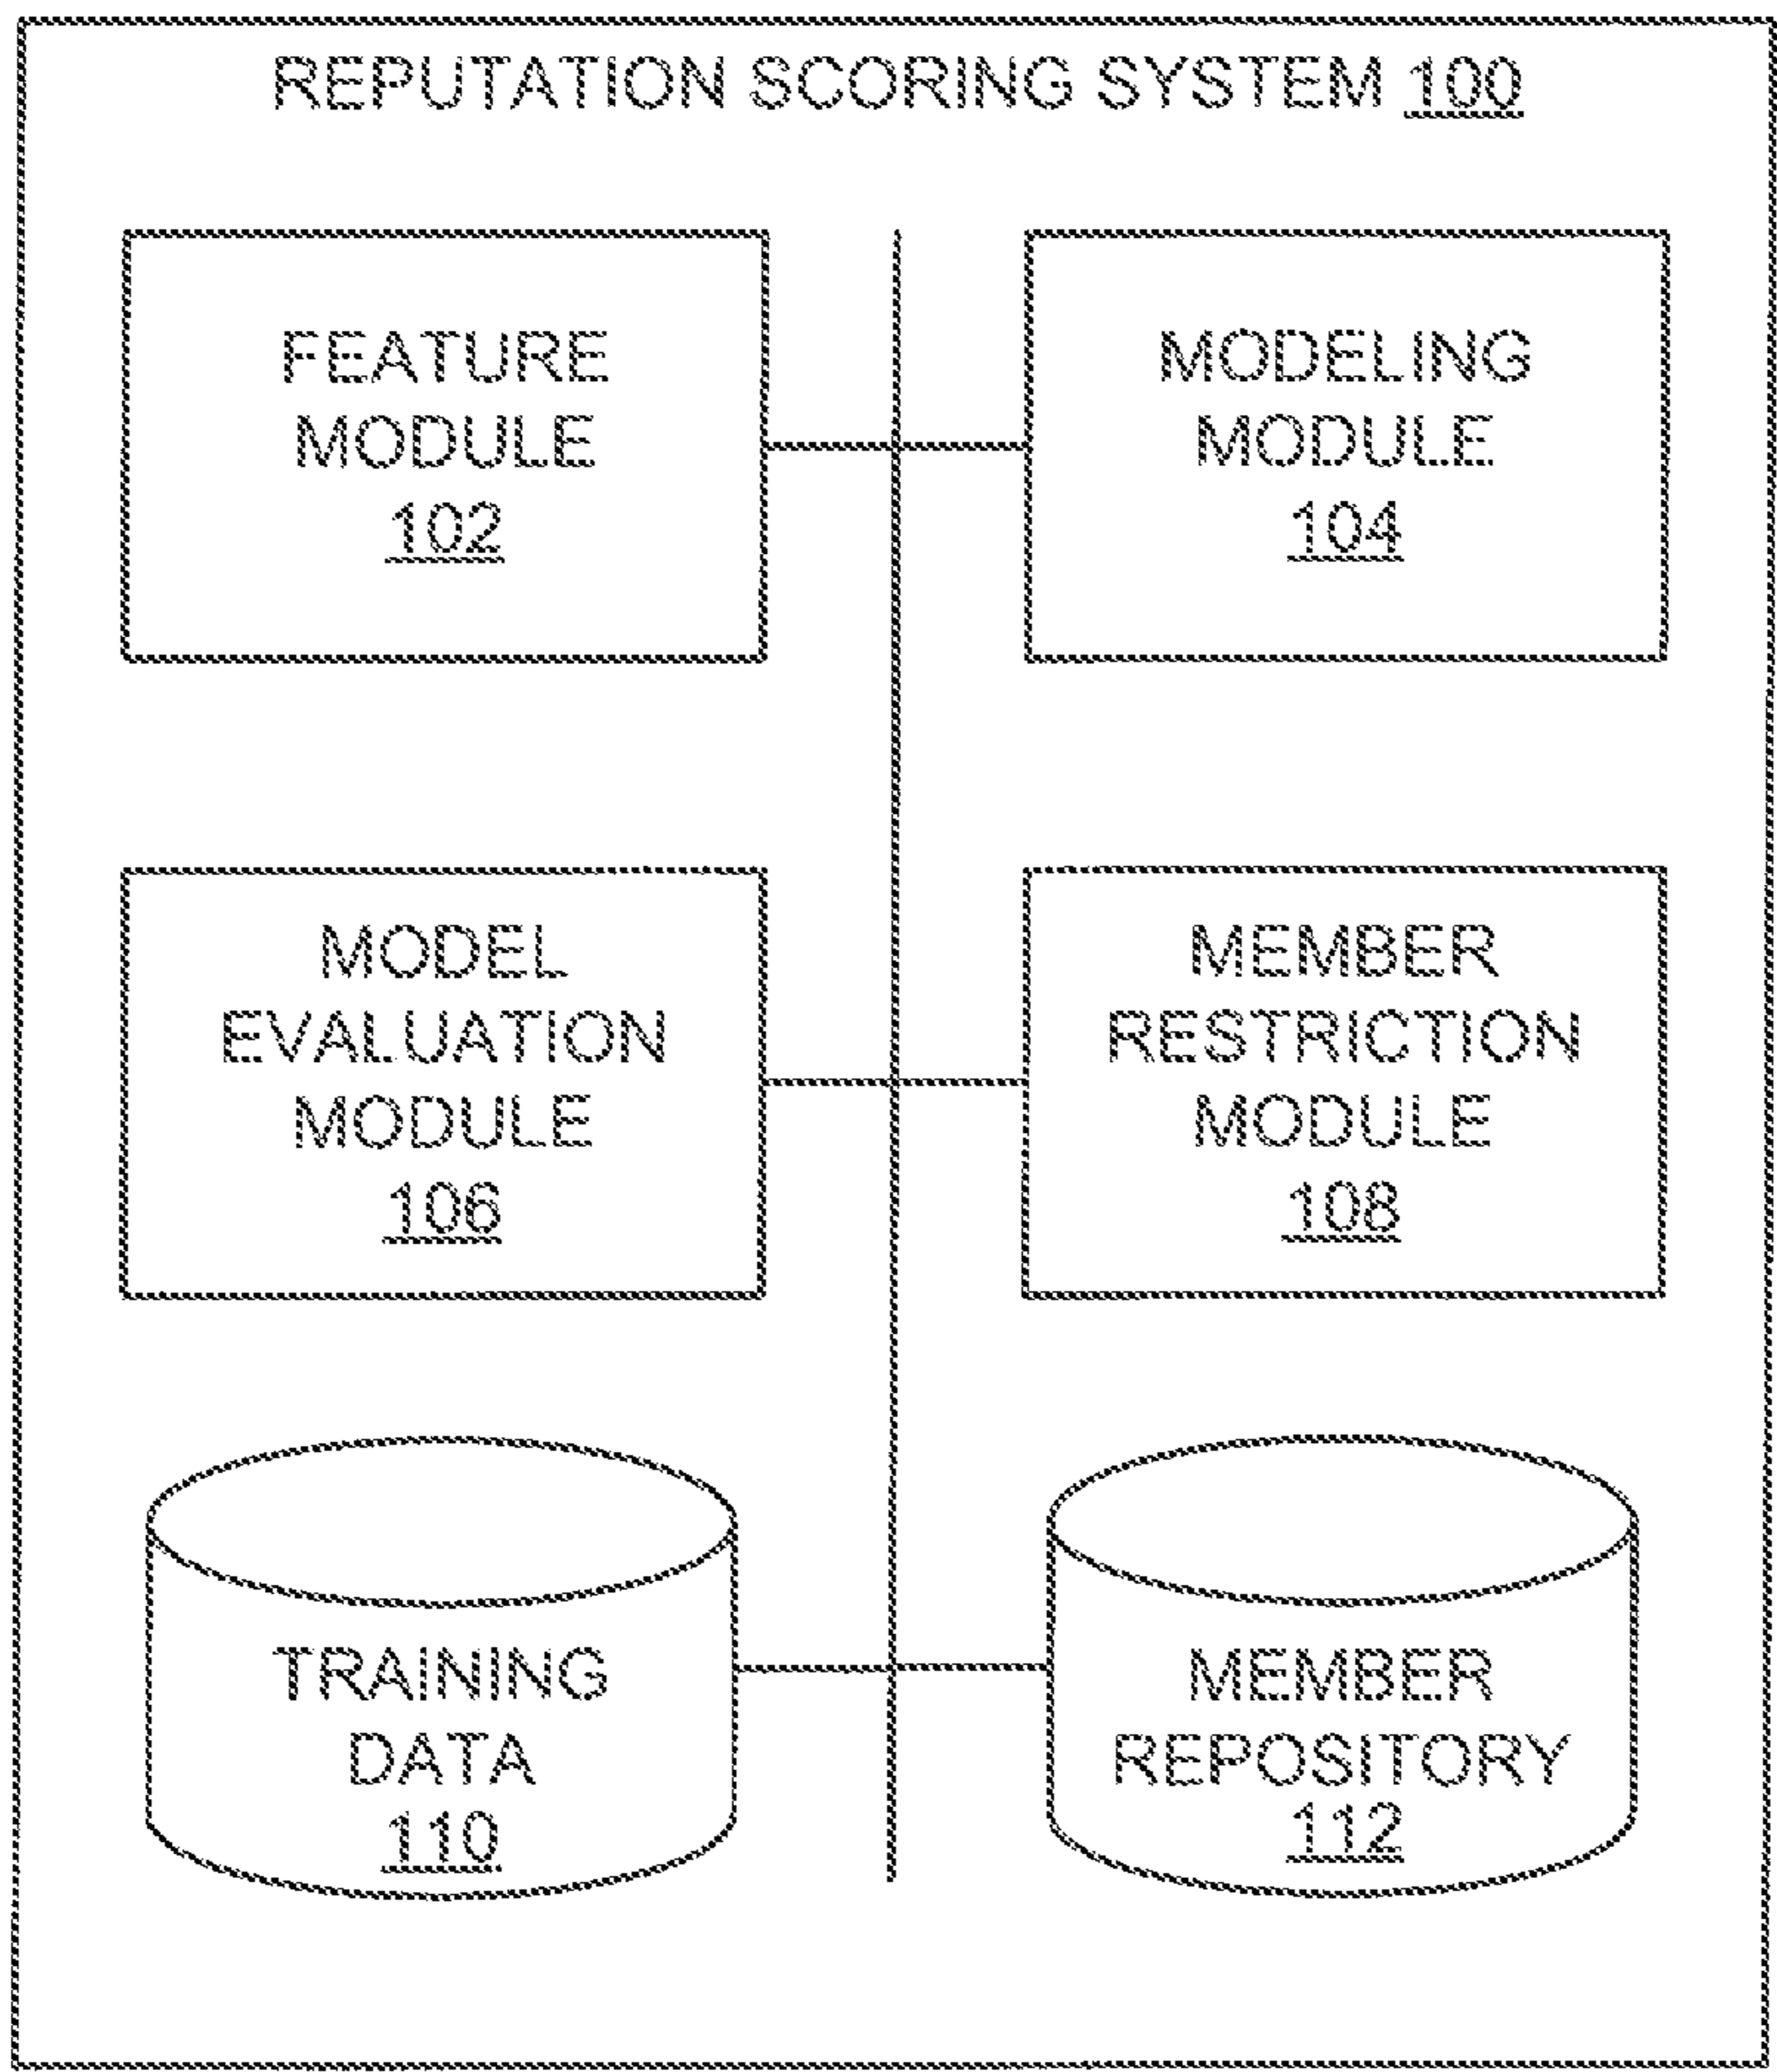 REPUTATION SCORING SYSTEM 100
FEATURE
MODULE
102
MODELING
MODULE
104
MODEL
EVALUATION
MODULE
106
MEMBER
RESTRICTION
MODULE
108
TRAINING
DATA
110
MEMBER
REPOSITORY
112